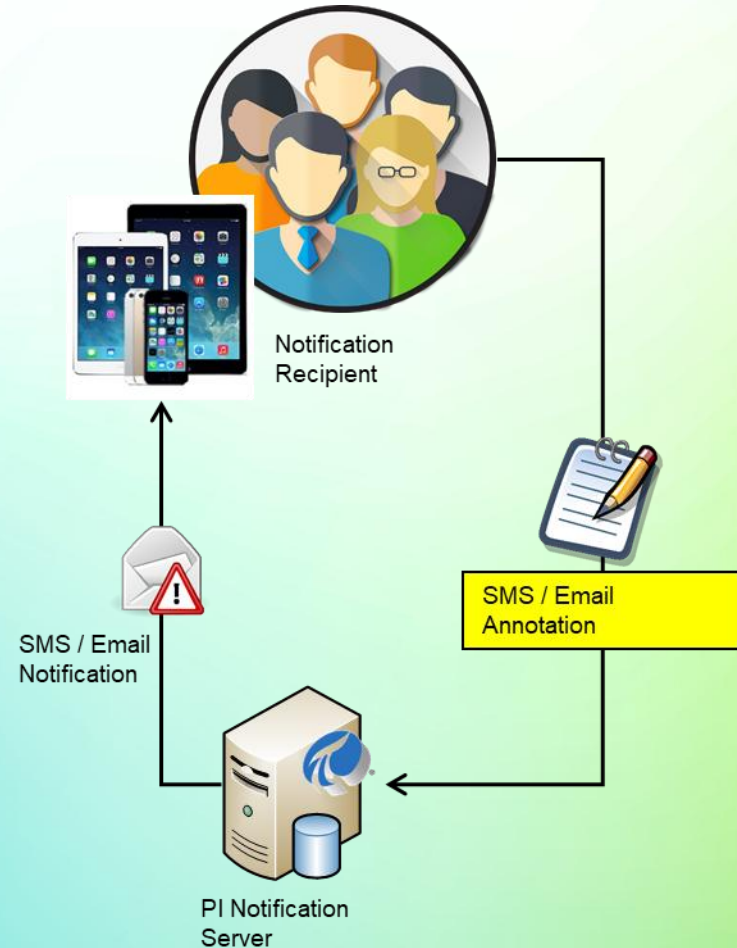 Notification
Recipient
SMS / Email
Annotation
SMS / Email
Notification
PI Notification
Server